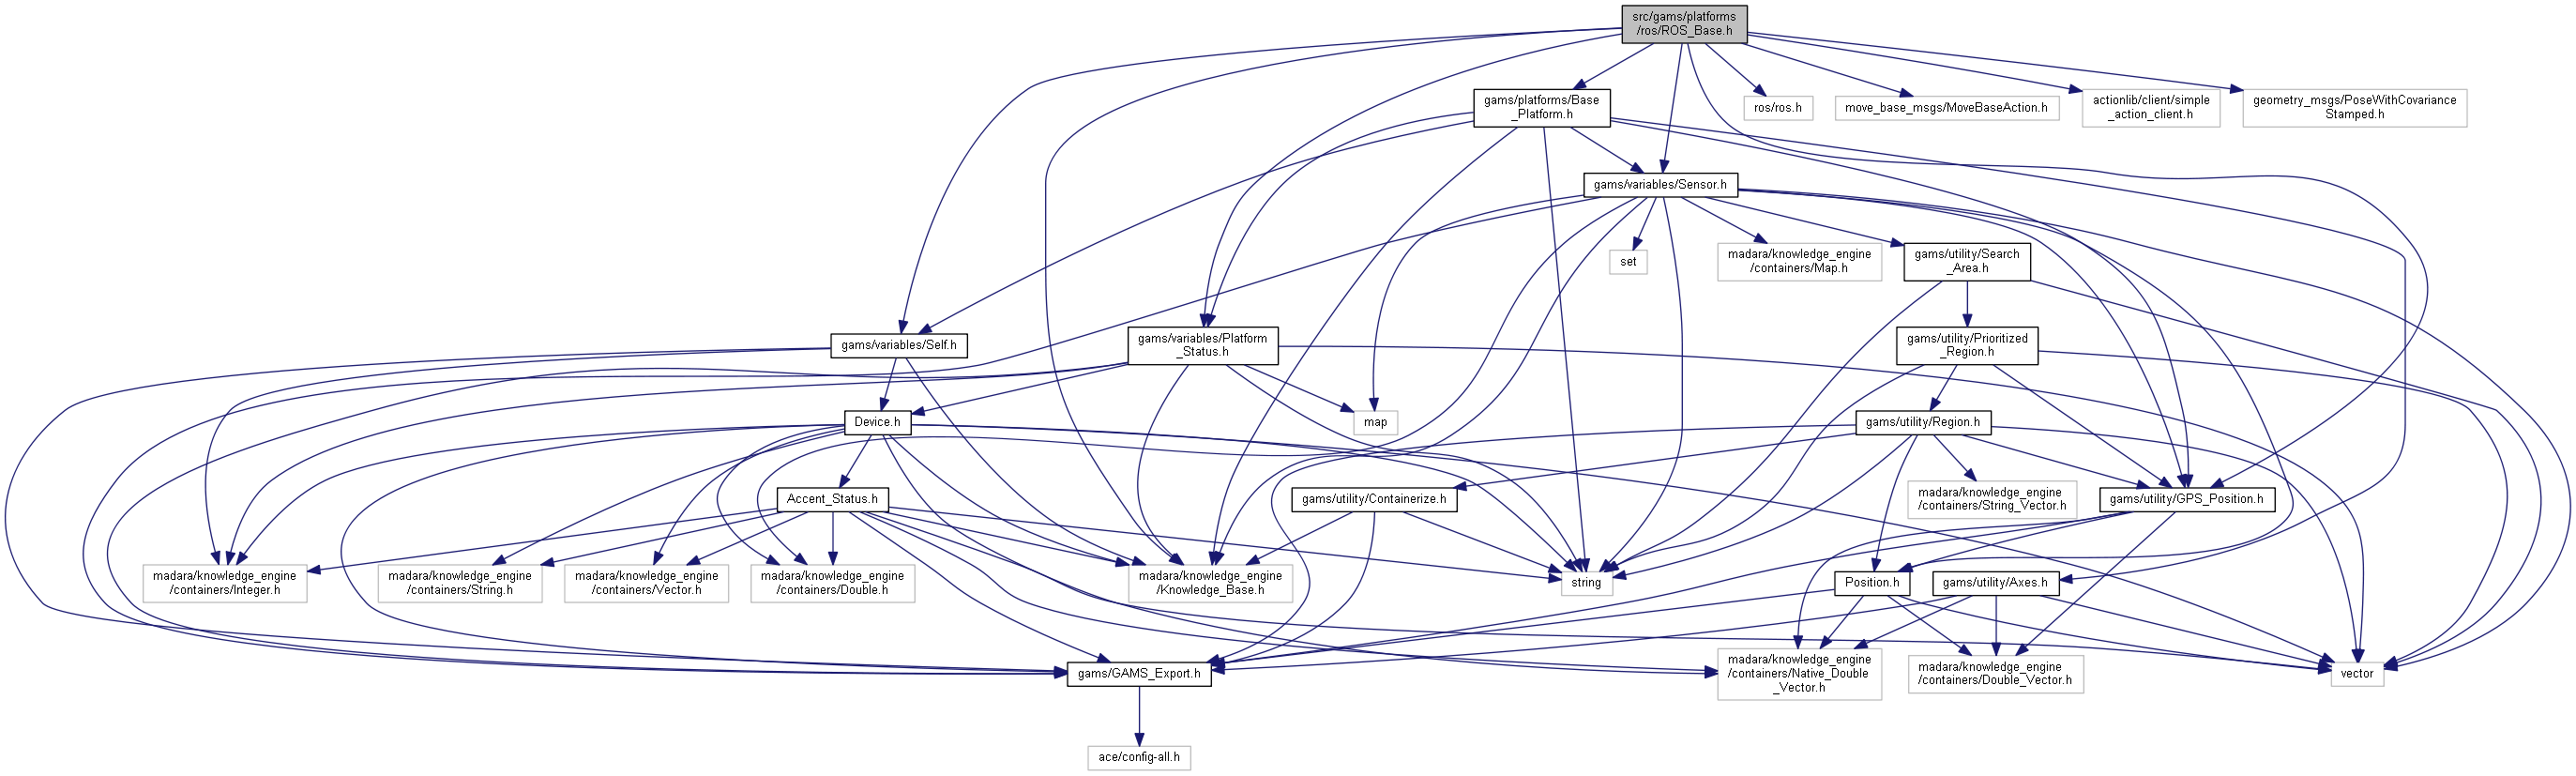 src/gams/platforms
/ros/ROS_Base.h
gams/platforms/Base
_Platform.h
ros/ros.h
move_base_msgs/MoveBaseAction.h
actionlib/client/simple
_action_client.h
geometry_msgs/PoseWithCovariance
Stamped.h
gams/variables/Sensor.h
set
madara/knowledge_engine
/containers/Map.h
gams/utility/Search
_Area.h
gams/variables/Self.h
gams/variables/Platform
_Status.h
gams/utility/Prioritized
_Region.h
Device.h
map
gams/utility/Region.h
Accent_Status.h
gams/utility/Containerize.h
madara/knowledge_engine
/containers/String_Vector.h
gams/utility/GPS_Position.h
madara/knowledge_engine
/containers/Integer.h
madara/knowledge_engine
/containers/String.h
madara/knowledge_engine
/containers/Vector.h
madara/knowledge_engine
/containers/Double.h
madara/knowledge_engine
/Knowledge_Base.h
string
Position.h
gams/utility/Axes.h
gams/GAMS_Export.h
madara/knowledge_engine
/containers/Native_Double
_Vector.h
madara/knowledge_engine
/containers/Double_Vector.h
vector
ace/config-all.h